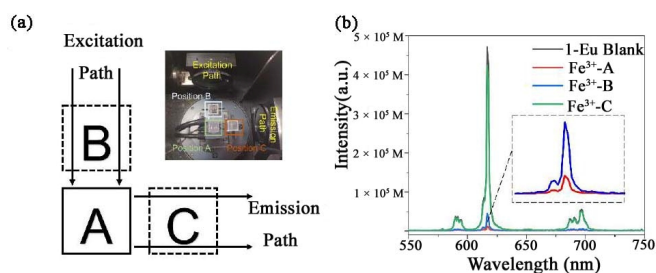 (a)
Excitation
Path
B
A
C
Emission
Path
Excitation
Path
Position B
Emission
Path
Position A
Position C
(b)
Intensity(a.u.)
5 × 10⁵ M
4 × 10⁵ M
3 × 10⁵ M
2 × 10⁵ M
1 × 10⁵ M
1-Eu Blank
Fe³⁺-A
Fe³⁺-B
Fe³⁺-C
550
600
650
700
750
Wavelength (nm)